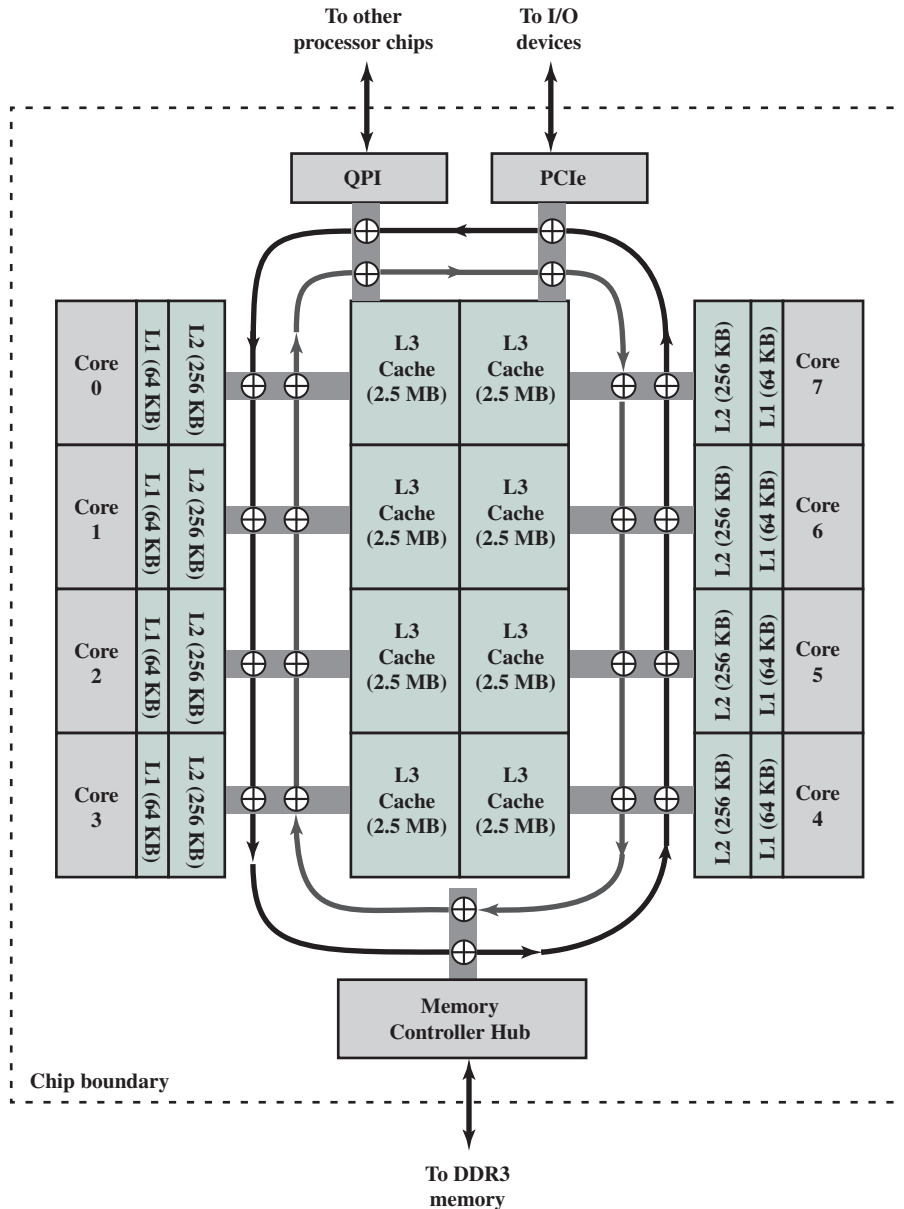 To other
processor chips
To I/O
devices
QPI
PCIe
Core
0
L1 (64 KB)
L2 (256 KB)
L3
Cache
(2.5 MB)
L3
Cache
(2.5 MB)
L2 (256 KB)
L1 (64 KB)
Core
7
Core
1
L1 (64 KB)
L2 (256 KB)
L3
Cache
(2.5 MB)
L3
Cache
(2.5 MB)
L2 (256 KB)
L1 (64 KB)
Core
6
Core
2
L1 (64 KB)
L2 (256 KB)
L3
Cache
(2.5 MB)
L3
Cache
(2.5 MB)
L2 (256 KB)
L1 (64 KB)
Core
5
Core
3
L1 (64 KB)
L2 (256 KB)
L3
Cache
(2.5 MB)
L3
Cache
(2.5 MB)
L2 (256 KB)
L1 (64 KB)
Core
4
Memory
Controller Hub
Chip boundary
To DDR3
memory